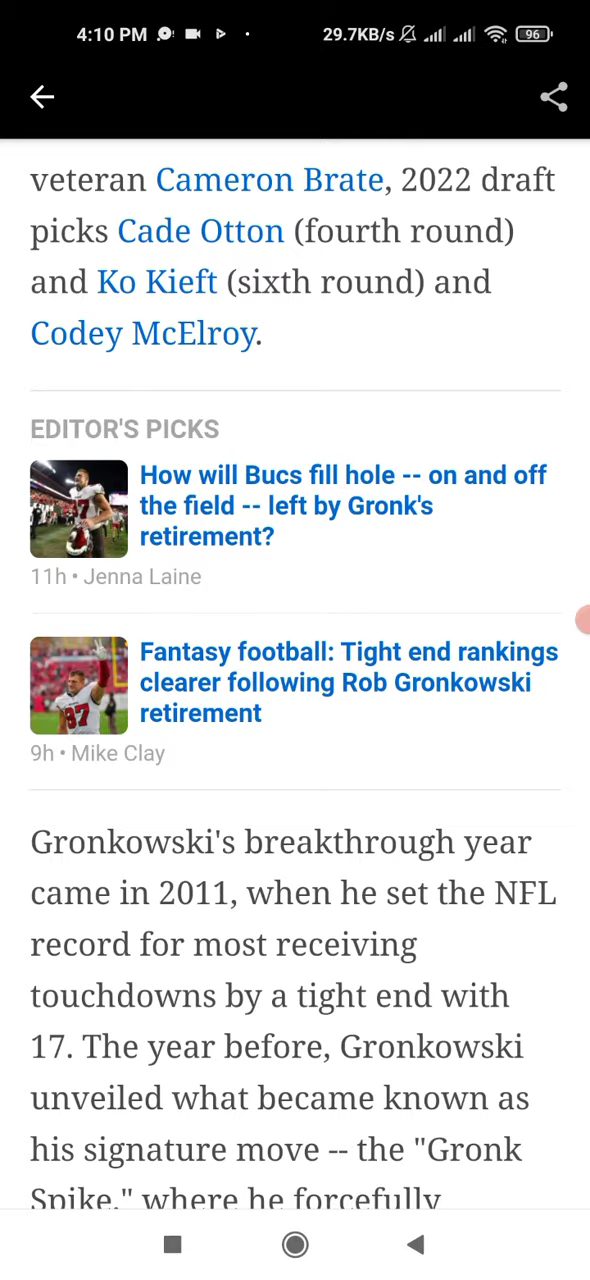 4:10 PM 29.7KB/s 96
veteran Cameron Brate, 2022 draft
picks Cade Otton (fourth round)
and Ko Kieft (sixth round) and
Codey McElroy.
EDITOR'S PICKS
How will Bucs fill hole -- on and off
the field -- left by Gronk's
retirement?
11h • Jenna Laine
Fantasy football: Tight end rankings
clearer following Rob Gronkowski
retirement
87
9h • Mike Clay
Gronkowski's breakthrough year
came in 2011, when he set the NFL
record for most receiving
touchdowns by a tight end with
17. The year before, Gronkowski
unveiled what became known as
his signature move -- the "Gronk
Spike," where he forcefully